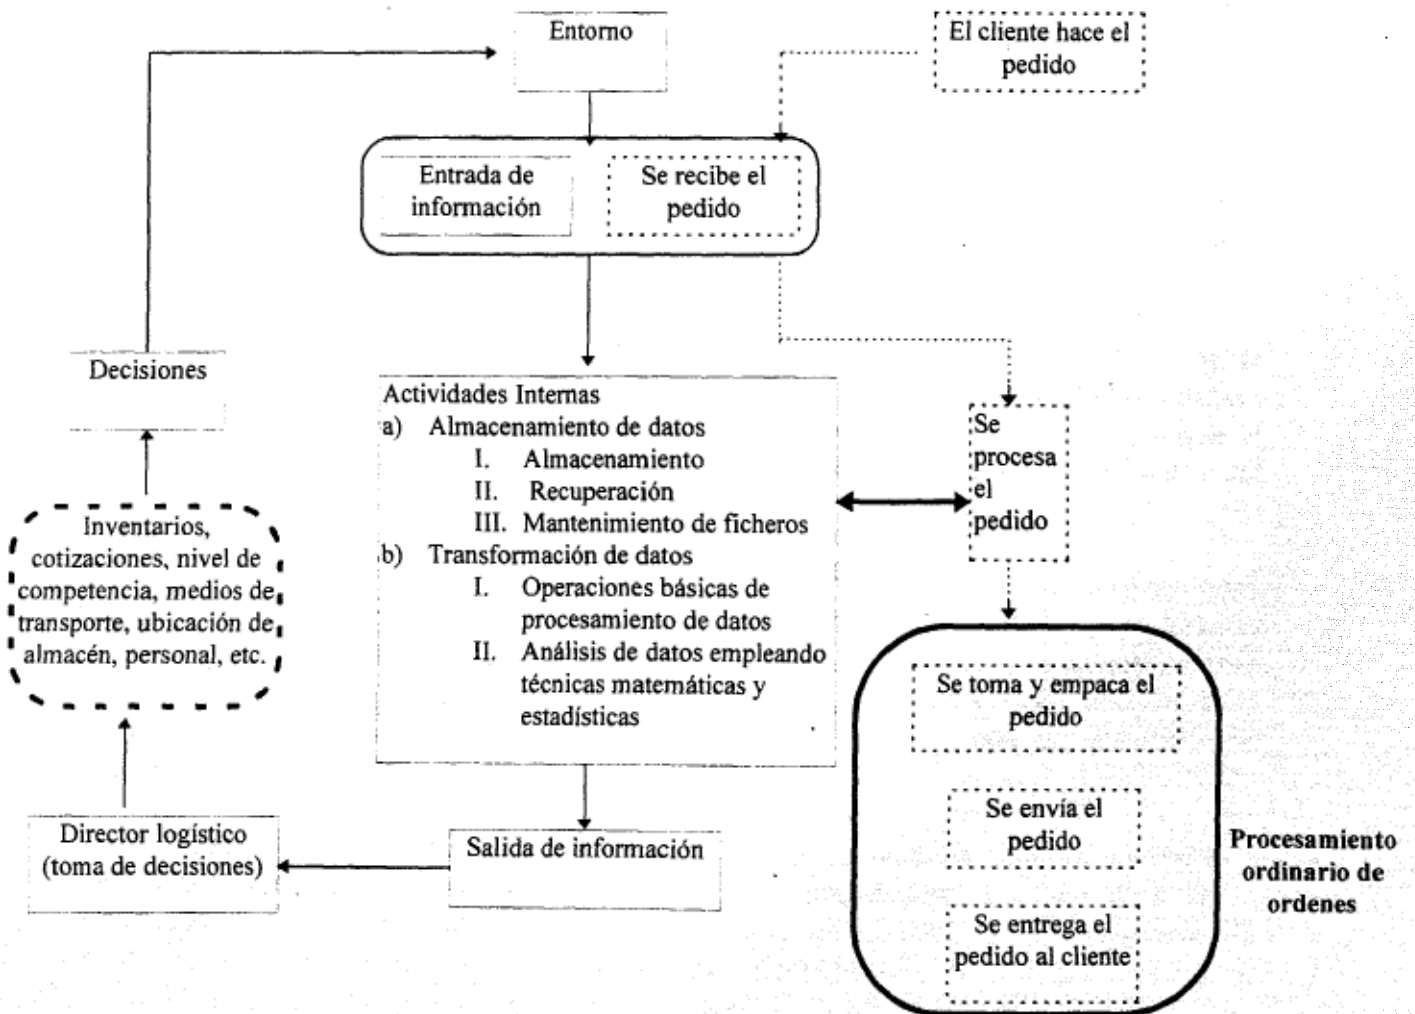 Entorno
El cliente hace el
pedido
Entrada de
información
Se recibe el
pedido
Decisiones
Actividades Internas
a) Almacenamiento de datos
I. Almacenamiento
II. Recuperación
III. Mantenimiento de ficheros
b) Transformación de datos
I. Operaciones básicas de
procesamiento de datos
II. Análisis de datos empleando
técnicas matemáticas y
estadísticas
Se
procesa
el
pedido
Inventarios,
cotizaciones, nivel de
competencia, medios de
transporte, ubicación de
almacén, personal, etc.
Se toma y empaca el
pedido
Se envía el
pedido
Se entrega el
pedido al cliente
Procesamiento
ordinario de
ordenes
Director logístico
(toma de decisiones)
Salida de información